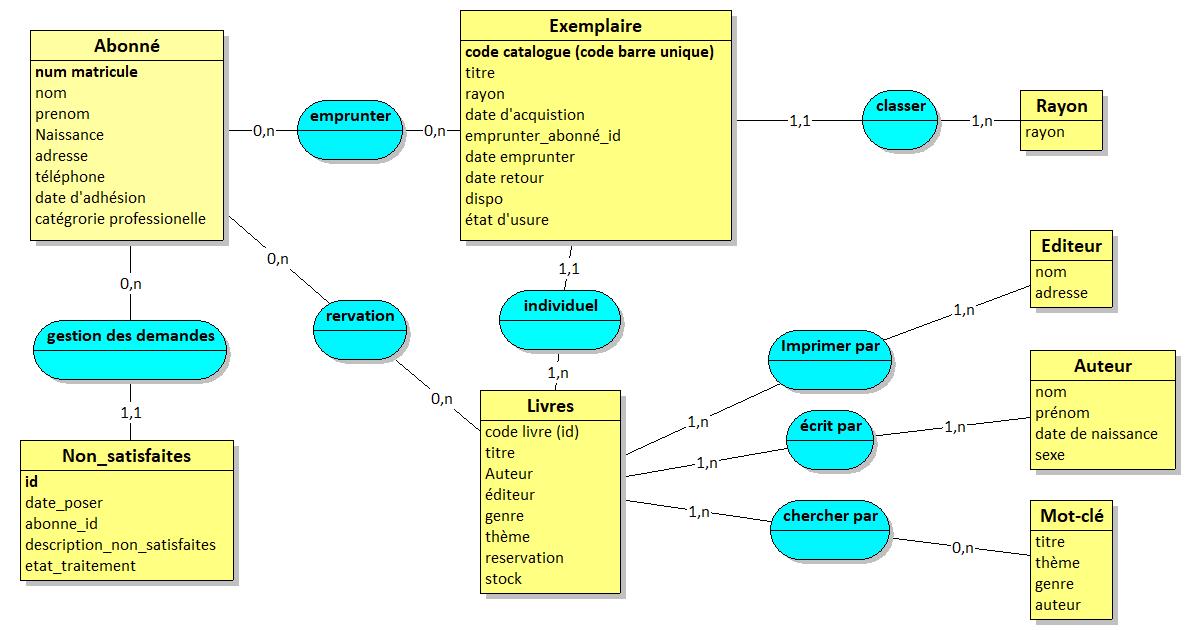 Abonné
num matricule
nom
prenom
Naissance
adresse
téléphone
date d'adhésion
catégrorie professionelle
0,n
emprunter
0,n
Exemplaire
code catalogue (code barre unique)
titre
rayon
date d'acquistion
emprunter_abonné_id
date emprunter
date retour
dispo
état d'usure
1,1
classer
1,n
Rayon
rayon
0,n
gestion des demandes
1,1
Non_satisfaites
id
date_poser
abonne_id
description_non_satisfaites
etat_traitement
0,n
rervation
0,n
1,1
individuel
1,n
Livres
code livre (id)
titre
Auteur
éditeur
genre
thème
reservation
stock
1,n
Imprimer par
1,n
Editeur
nom
adresse
1,n
écrit par
1,n
Auteur
nom
prénom
date de naissance
sexe
1,n
chercher par
0,n
Mot-clé
titre
thème
genre
auteur